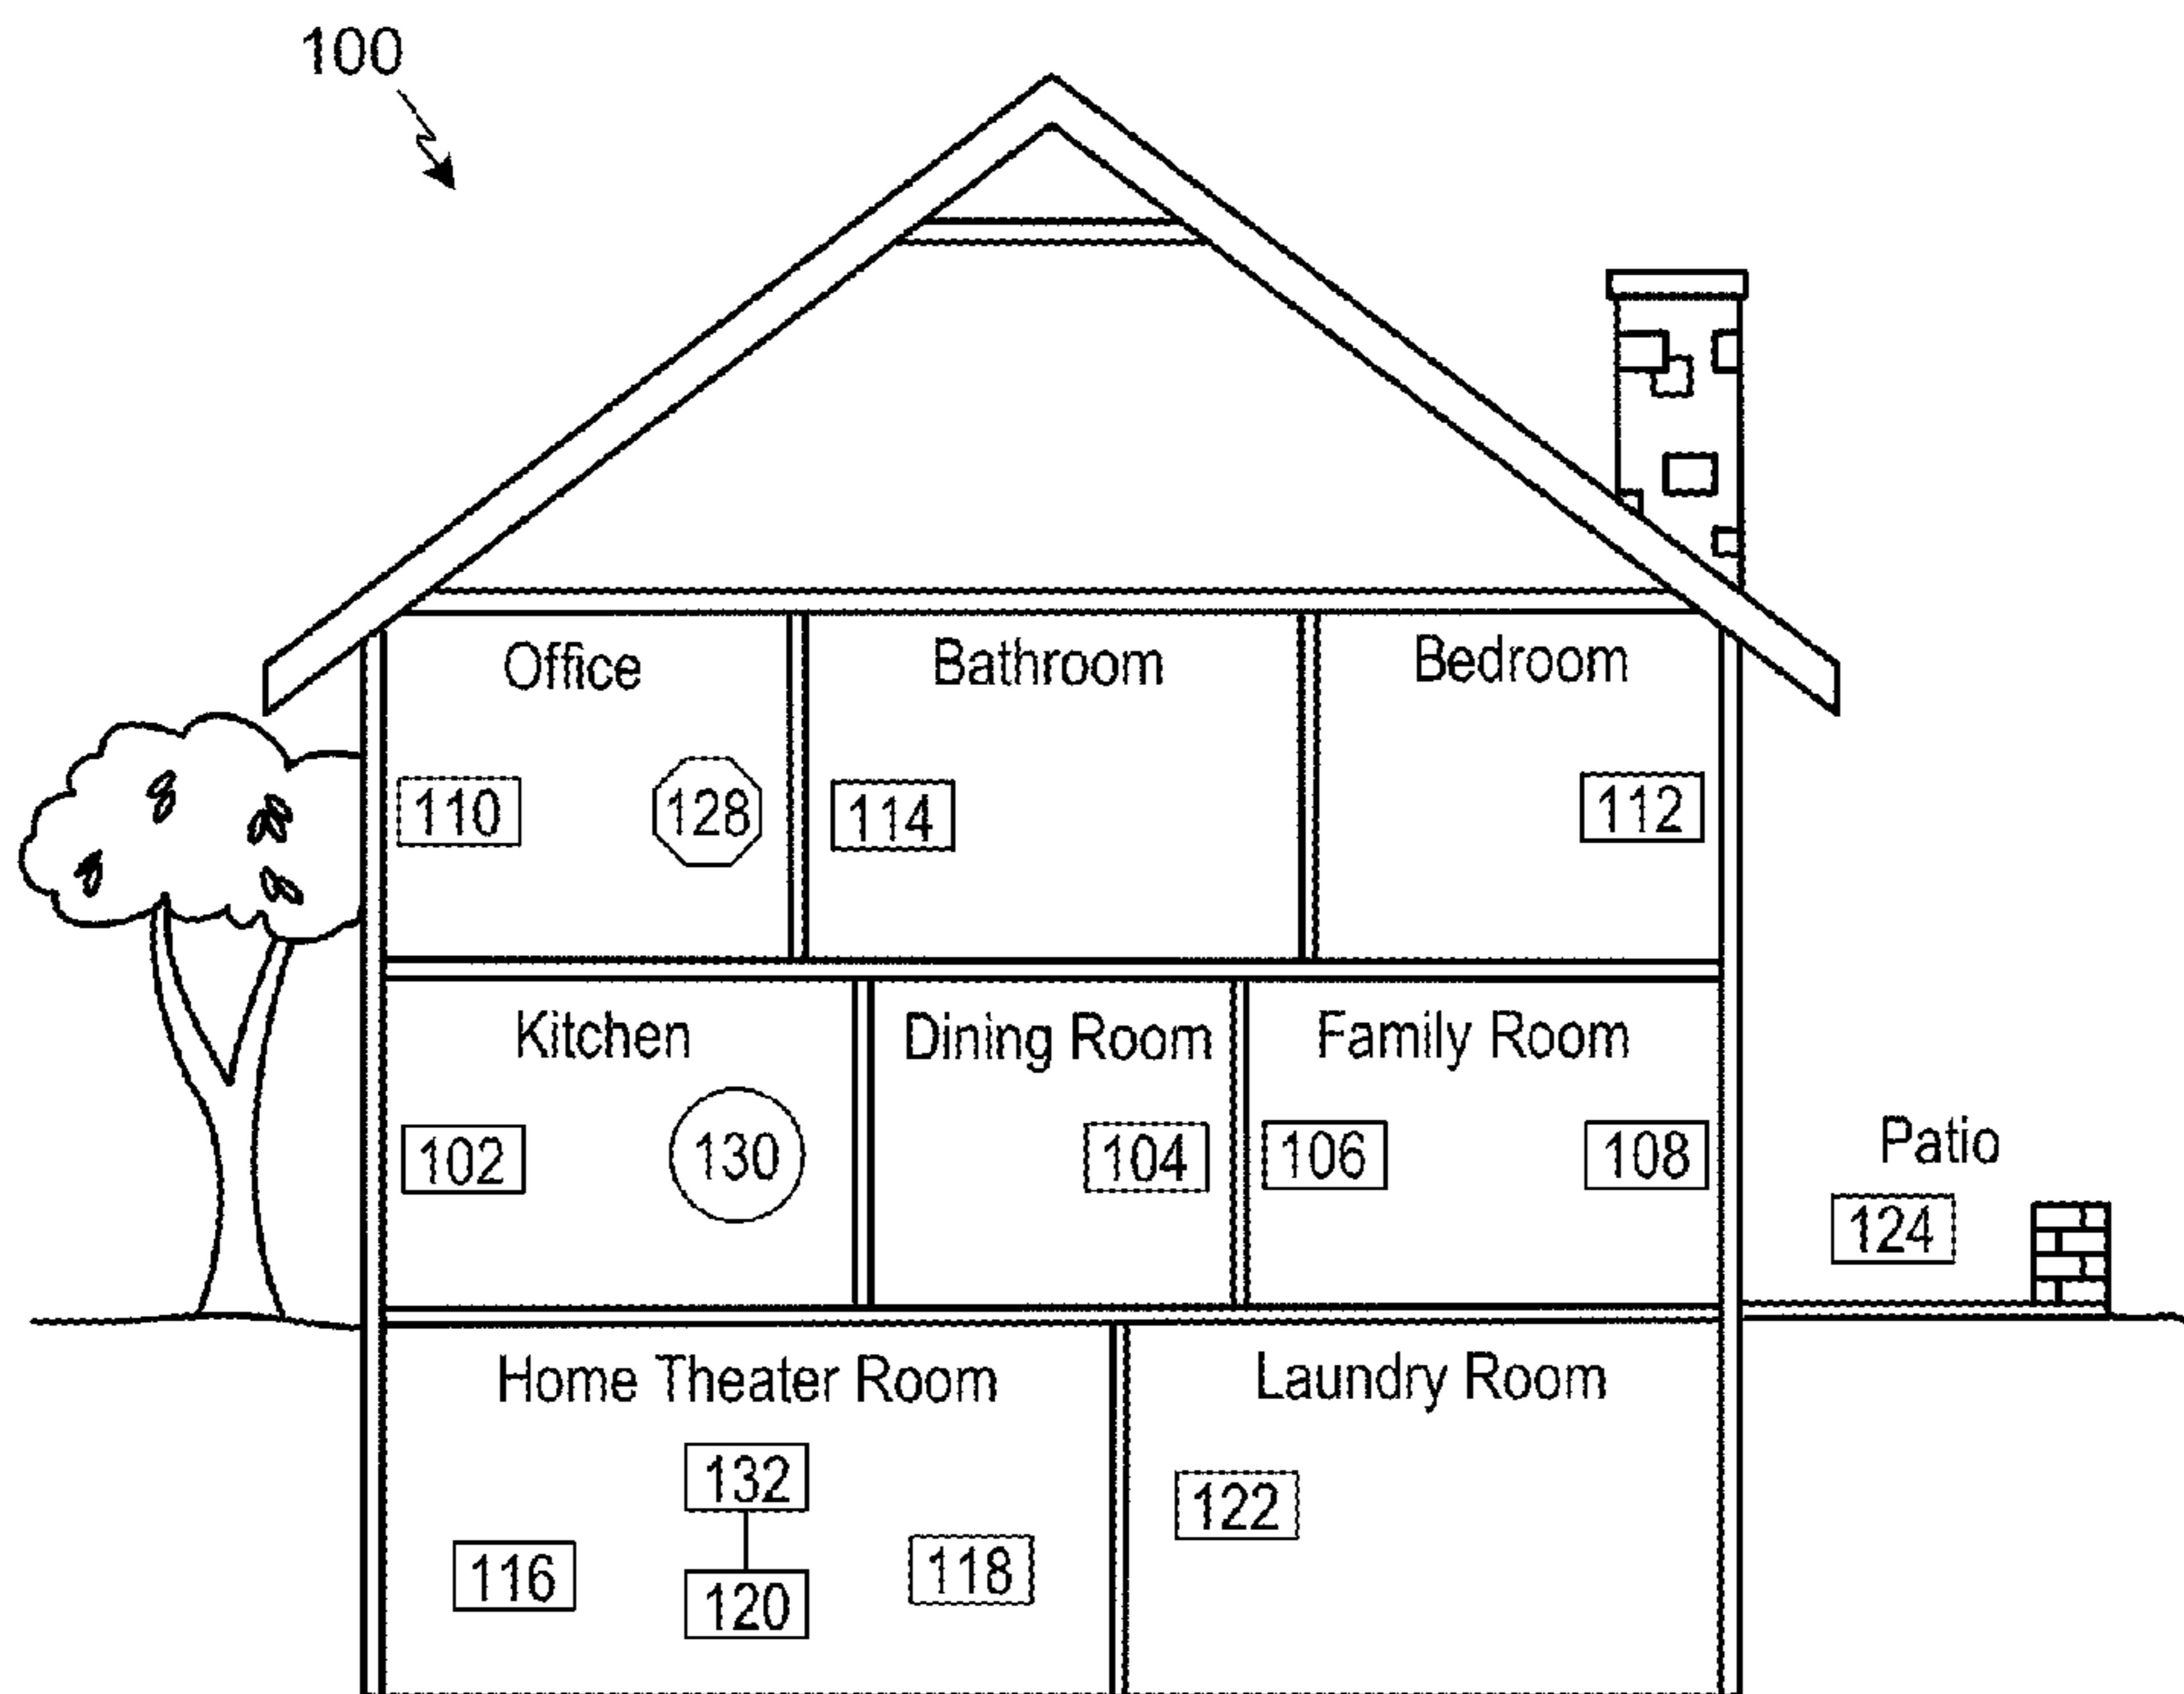 100
Office
Bathroom
Bedroom
110
128
114
112
Kitchen
Dining Room
Family Room
102
130
104
106
108
Patio
124
Home Theater Room
Laundry Room
132
122
116
120
118